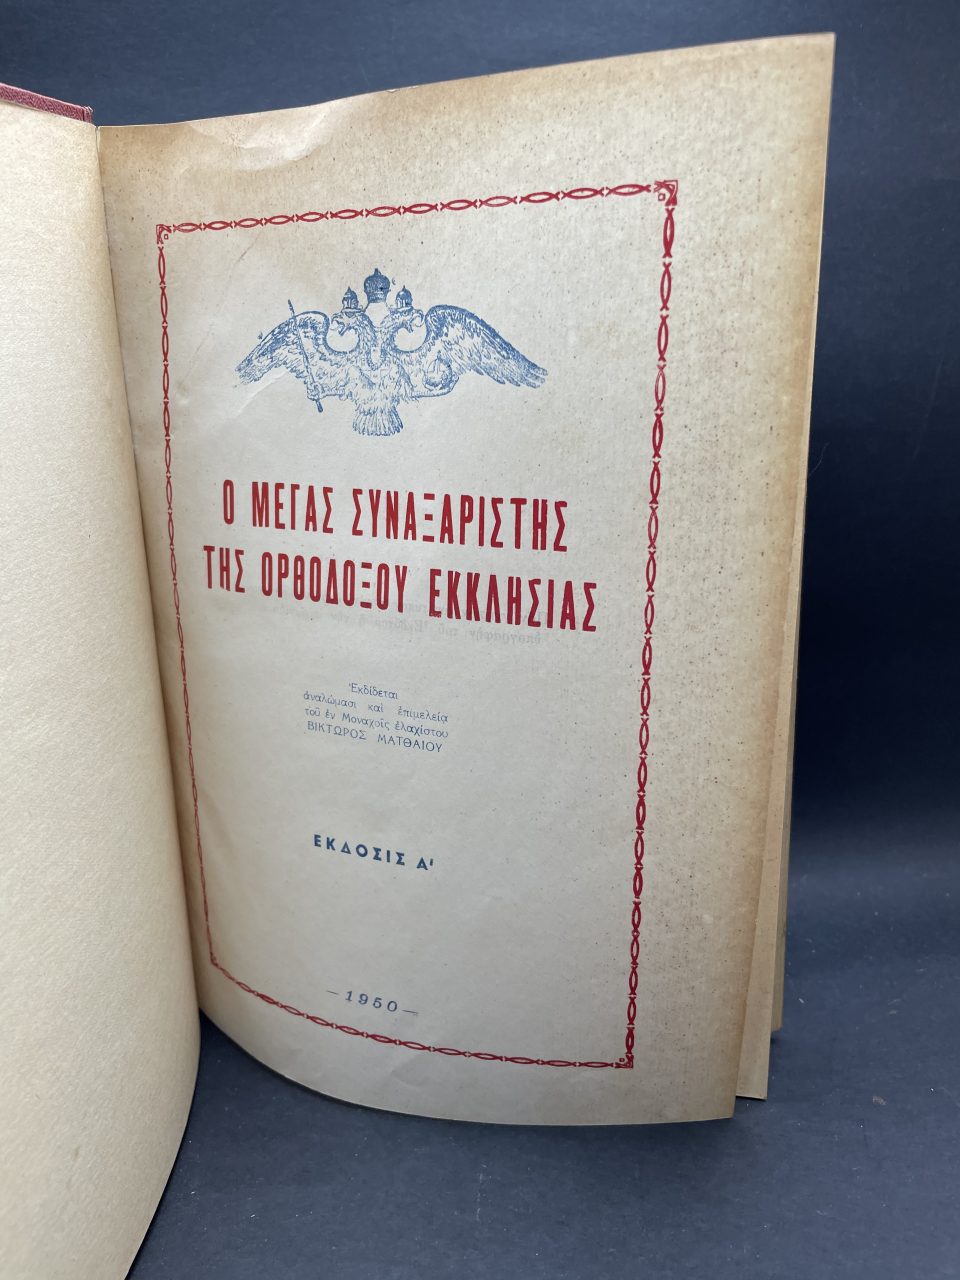 Ο ΜΕΓΑΣ ΣΥΝΑΞΑΡΙΣΤΗΣ
ΤΗΣ ΟΡΘΟΔΟΞΟΥ ΕΚΚΛΗΣΙΑΣ
Ἐκδίδεται
ἀναλώμασι καὶ ἐπιμελείᾳ
τοῦ ἐν Μοναχοῖς ἐλαχίστου
ΒΙΚΤΩΡΟΣ ΜΑΤΘΑΙΟΥ
ΕΚΔΟΣΙΣ Α'
— 1950 —